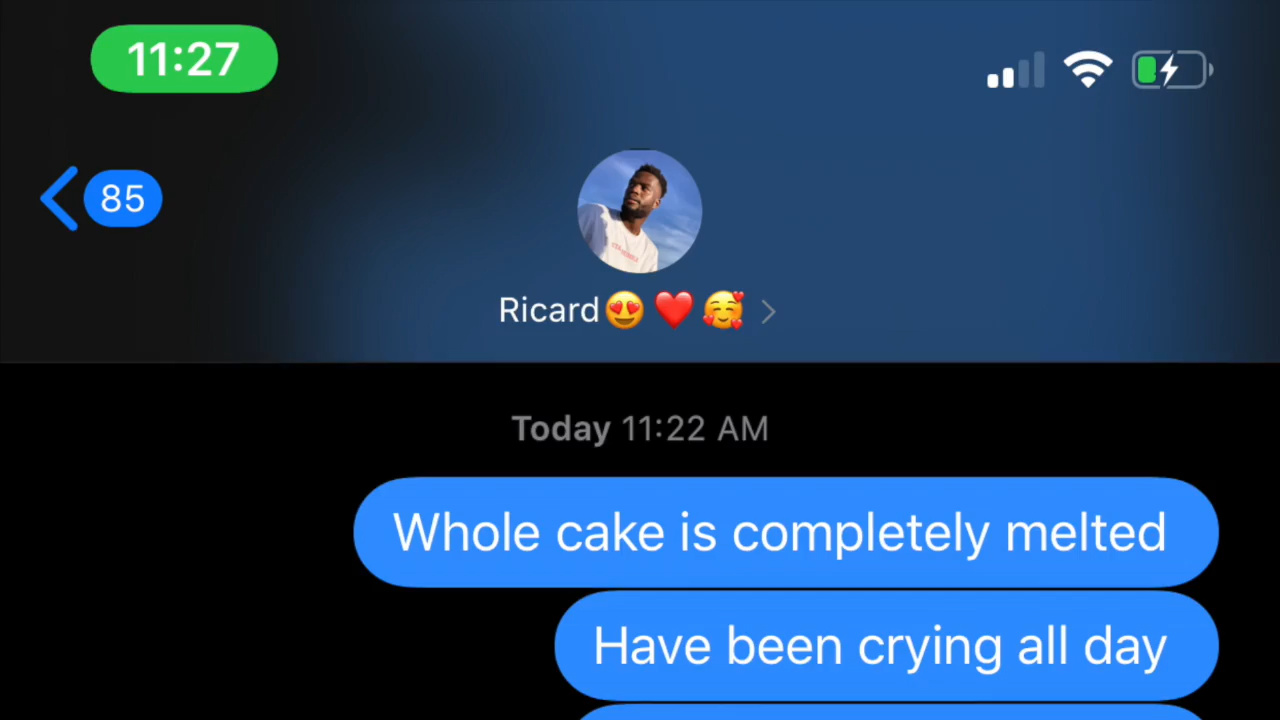 11:27
85
Ricard😍❤️🥰
Today 11:22 AM
Whole cake is completely melted
Have been crying all day